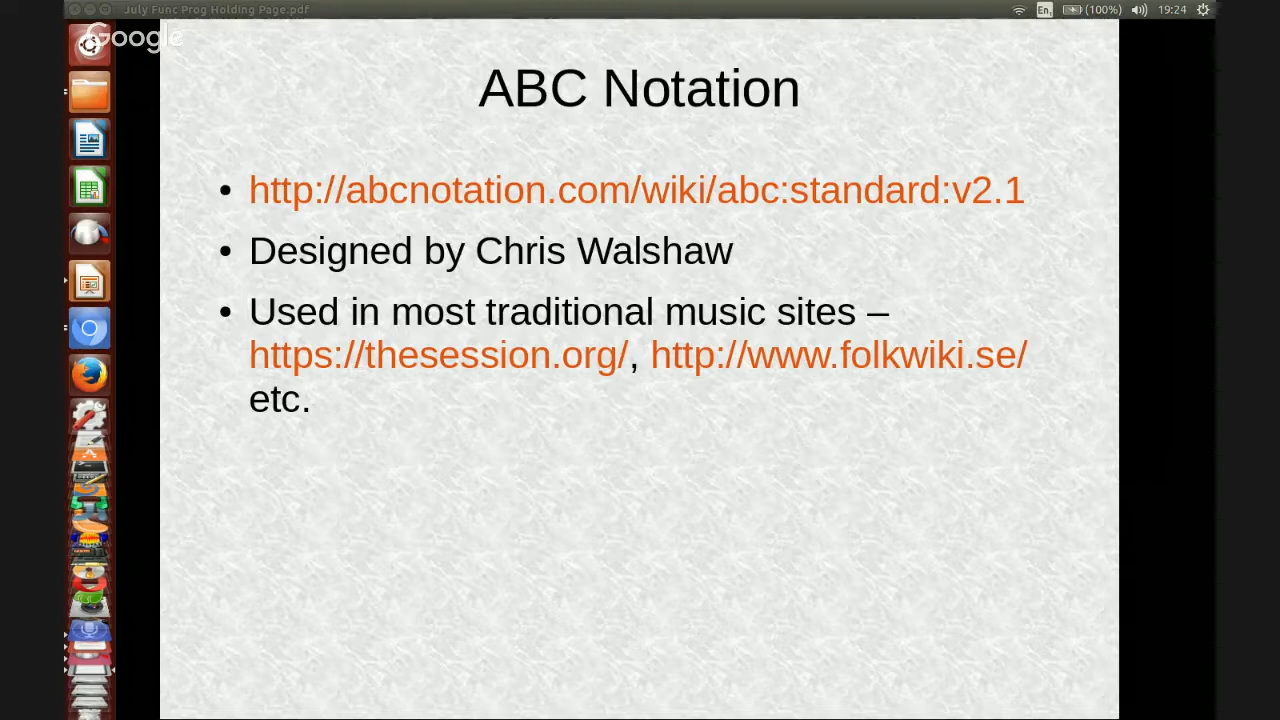 July Func Prog Holding Page.pdf
En
(100%)
19:24
Google
ABC Notation
• http://abcnotation.com/wiki/abc:standard:v2.1
• Designed by Chris Walshaw
• Used in most traditional music sites –
https://thesession.org/, http://www.folkwiki.se/
etc.